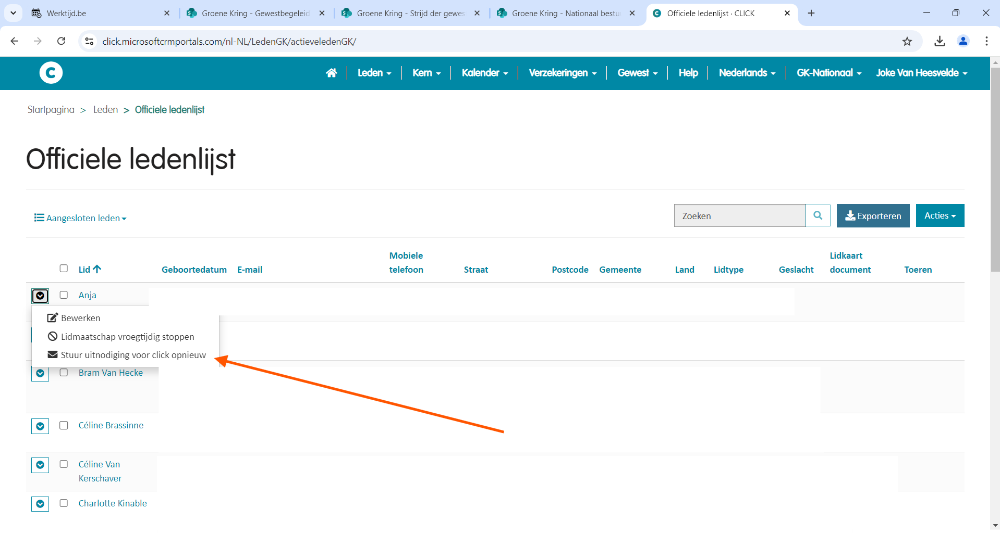 Werktijd.be
Groene Kring - Gewestbegeleid
Groene Kring - Strijd der gewes
Groene Kring - Nationaal bestu
Officiele ledenlijst · CLICK
click.microsoftcrmportals.com/nl-NL/LedenGK/actieveledenGK/
C
Leden
Kern
Kalender
Verzekeringen
Gewest
Help
Nederlands
GK-Nationaal
Joke Van Heesvelde
Startpagina > Leden > Officiele ledenlijst
Officiele ledenlijst
Aangesloten leden
Zoeken
Exporteren
Acties
Lid
Geboortedatum
E-mail
Mobiele
telefoon
Straat
Postcode
Gemeente
Land
Lidtype
Geslacht
Lidkaart
document
Toeren
Anja
Bewerken
Lidmaatschap vroegtijdig stoppen
Stuur uitnodiging voor click opnieuw
Bram Van Hecke
Céline Brassinne
Céline Van
Kerschaver
Charlotte Kinable